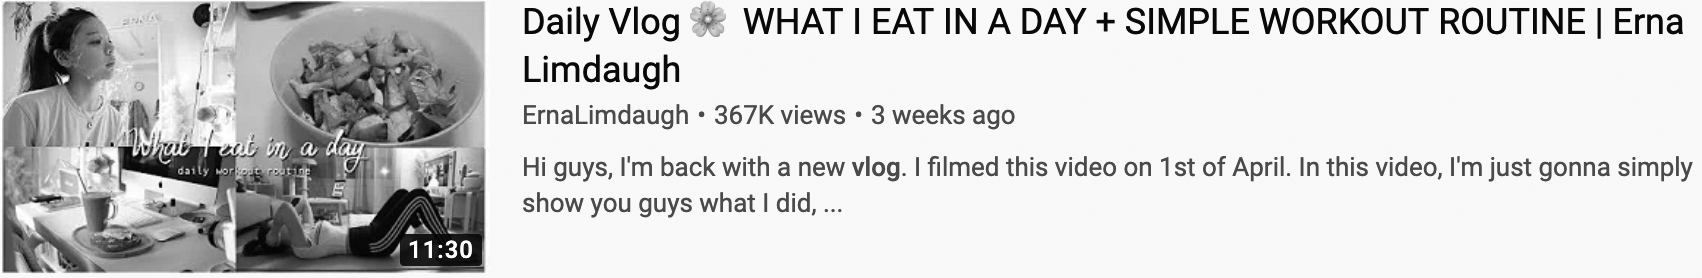 ERNA
What I eat in a day
daily workout routine
11:30
Daily Vlog 🌸 WHAT I EAT IN A DAY + SIMPLE WORKOUT ROUTINE | Erna
Limdaugh
ErnaLimdaugh • 367K views • 3 weeks ago
Hi guys, I'm back with a new vlog. I filmed this video on 1st of April. In this video, I'm just gonna simply
show you guys what I did, ...